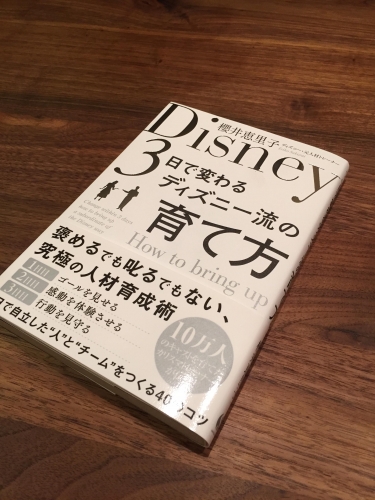 Disney
櫻井恵里子
3日で変わる
ディズニー流の
育て方
How to bring up
褒めるでも叱るでもない、
究極の人材育成術
1日目 ゴールを見せる
2日目 感動を体験させる
3日目 行動を見守る
10万人
で自立した"人"と"チーム"をつくる40のコツ